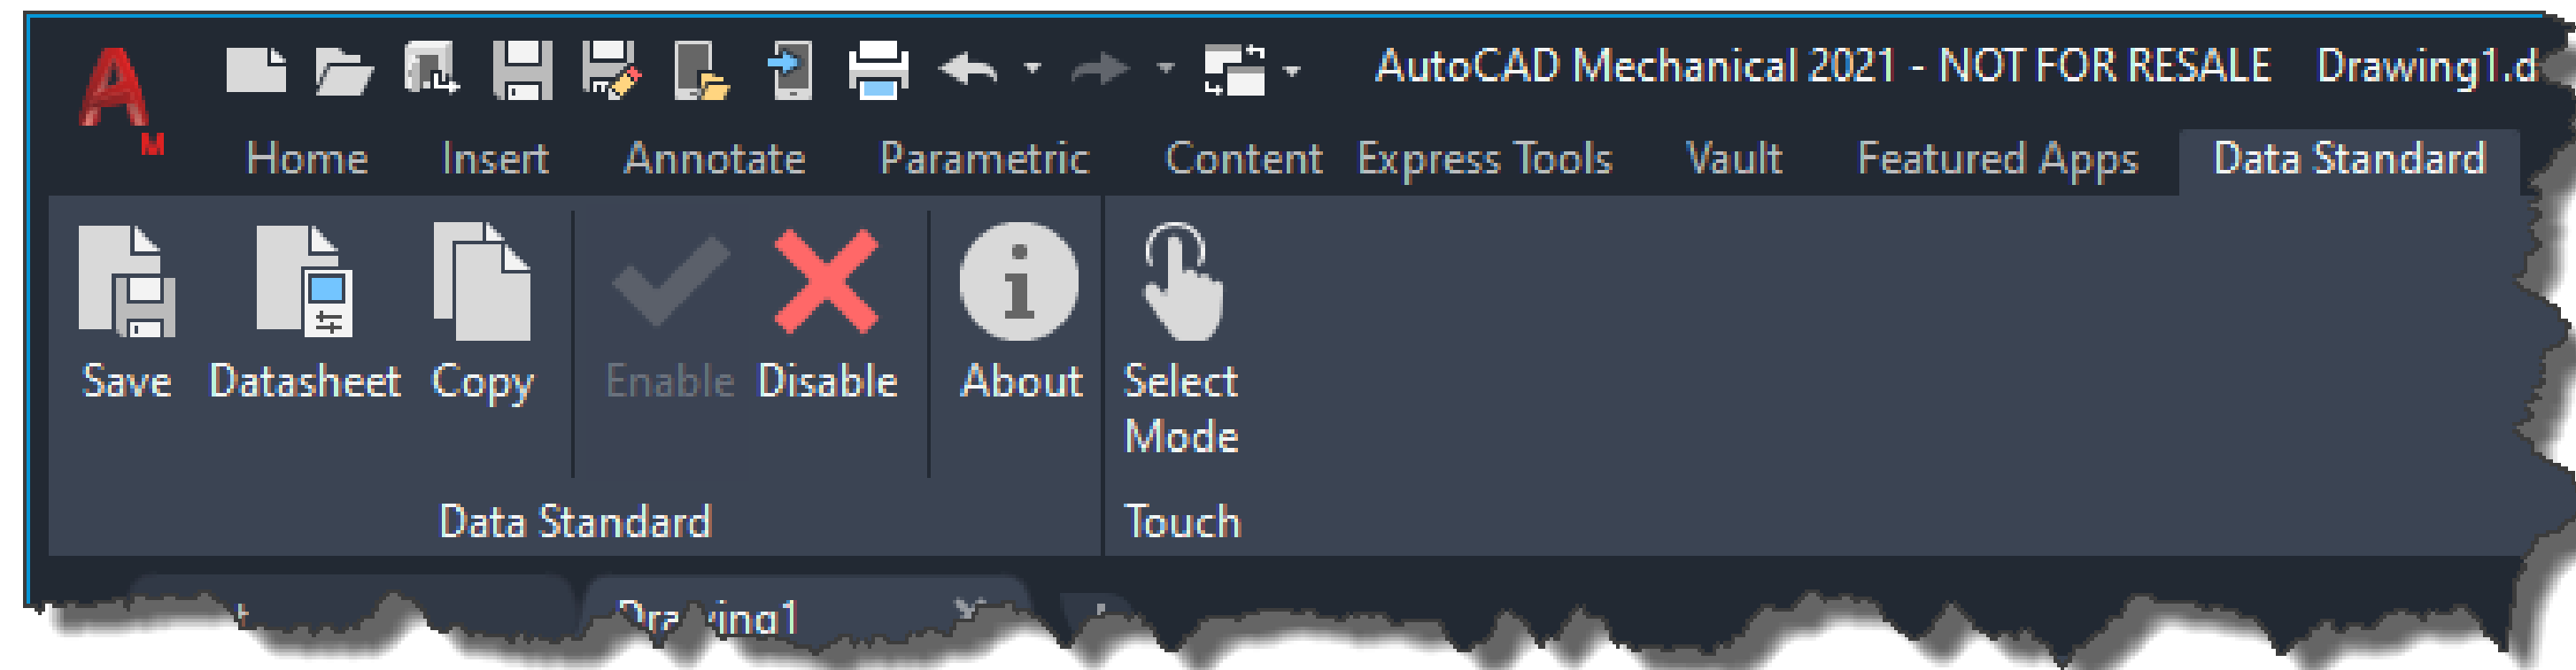 AutoCAD Mechanical 2021 - NOT FOR RESALE Drawing1.d
M
Home Insert Annotate Parametric Content Express Tools Vault Featured Apps Data Standard
Save Datasheet Copy Enable Disable About Select Mode
Data Standard Touch
Drawing1